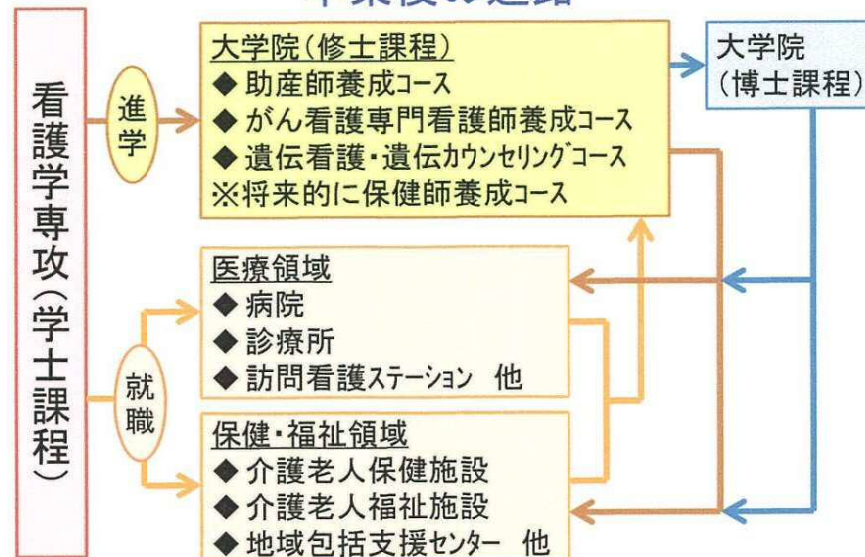 卒業後の進路
看護学専攻(学士課程)
進学
就職
大学院(修士課程)
◆助産師養成コース
◆がん看護専門看護師養成コース
◆遺伝看護・遺伝カウンセリングコース
※将来的に保健師養成コース
大学院
(博士課程)
医療領域
◆病院
◆診療所
◆訪問看護ステーション 他
保健・福祉領域
◆介護老人保健施設
◆介護老人福祉施設
◆地域包括支援センター 他